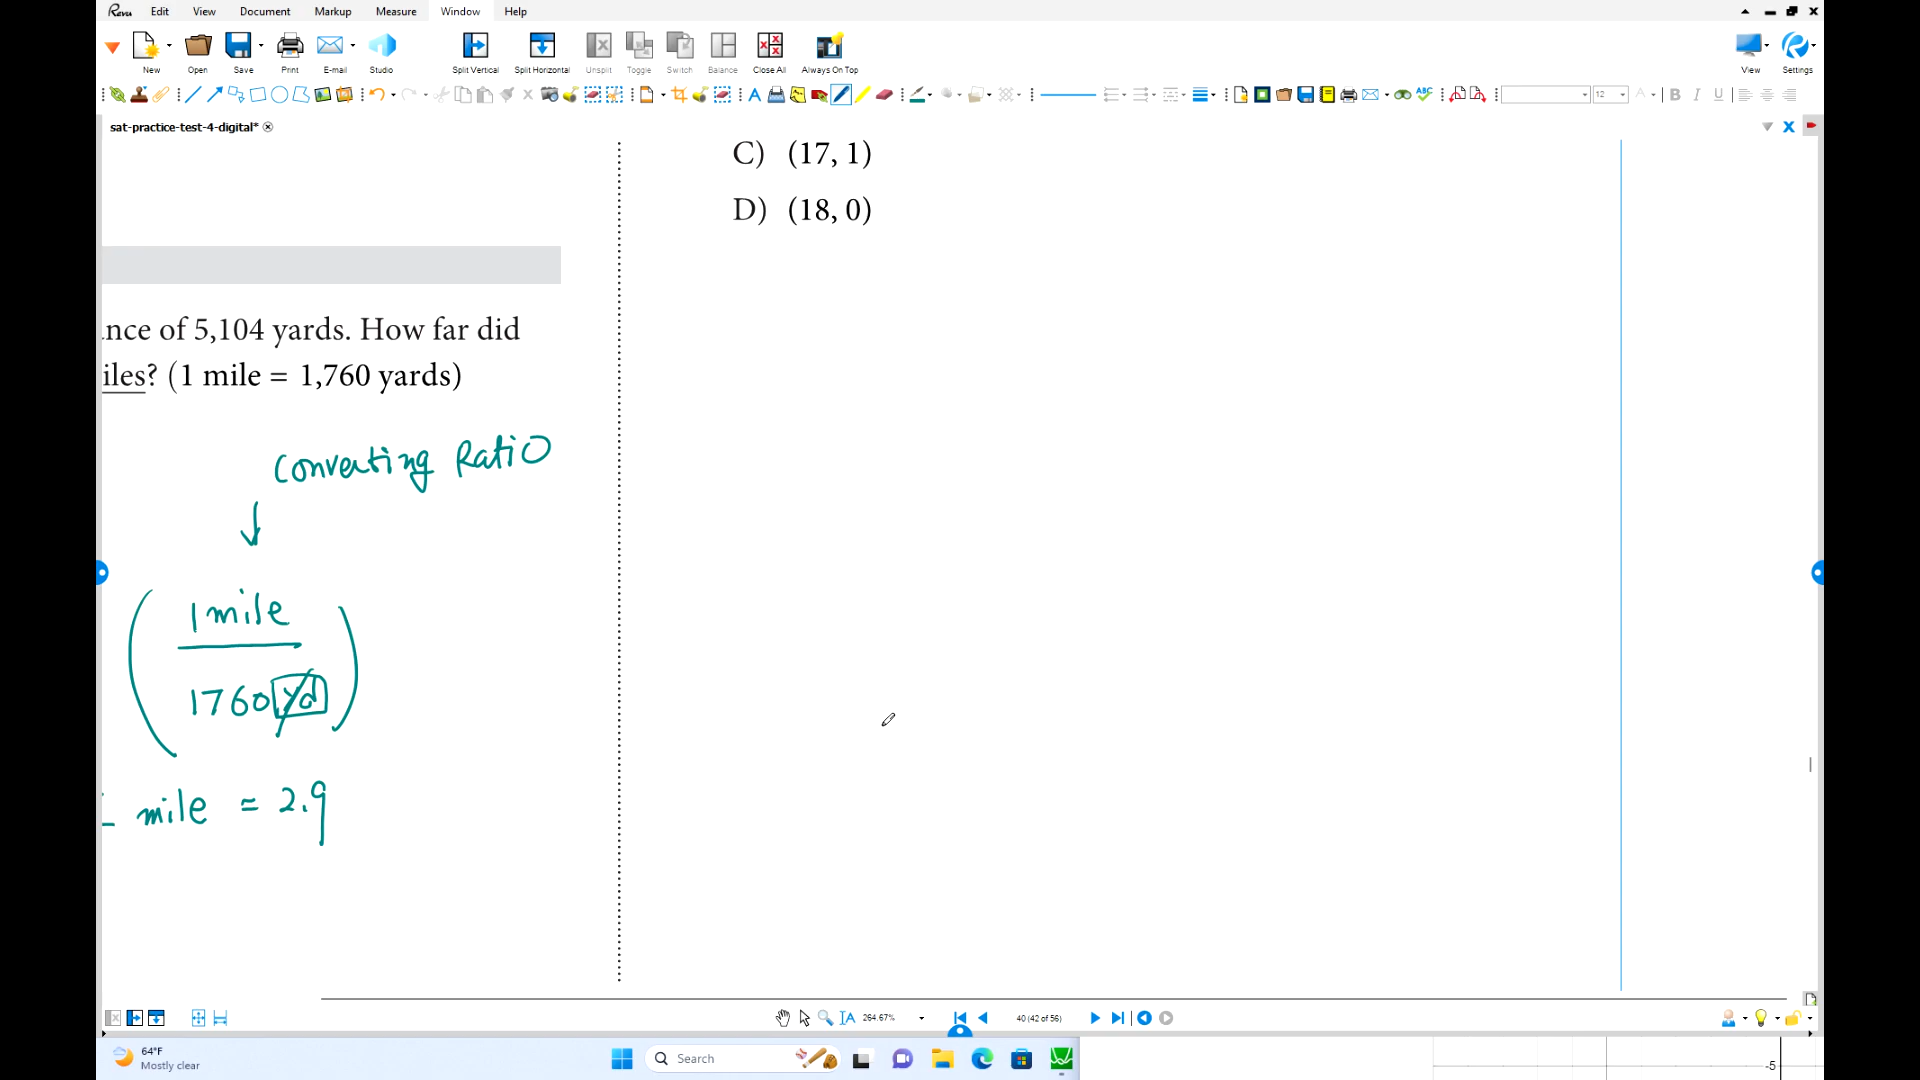 Revu Edit View Document Markup Measure Window Help
New Open Save Print E-mail Studio Split Vertical Split Horizontal Unsplit Toggle Switch Balance Close All Always On Top View Settings
12
sat-practice-test-4-digital*
C) (17, 1)
D) (18, 0)
nce of 5,104 yards. How far did
iles? (1 mile = 1,760 yards)
Converting Ratio
1 mile
1760 yd
mile = 2.9
264.67% 40 (42 of 56)
64°F
Mostly clear
Search
-5